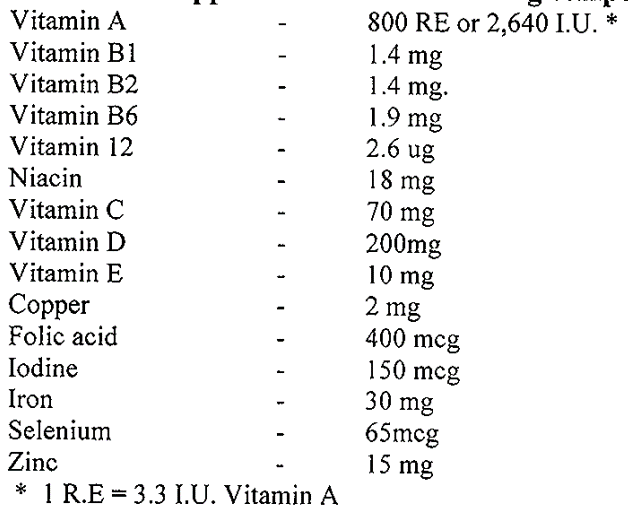 Vitamin A - 800 RE or 2,640 I.U. *
Vitamin B1 - 1.4 mg
Vitamin B2 - 1.4 mg.
Vitamin B6 - 1.9 mg
Vitamin 12 - 2.6 ug
Niacin - 18 mg
Vitamin C - 70 mg
Vitamin D - 200mg
Vitamin E - 10 mg
Copper - 2 mg
Folic acid - 400 mcg
Iodine - 150 mcg
Iron - 30 mg
Selenium - 65mcg
Zinc - 15 mg
* 1 R.E = 3.3 I.U. Vitamin A